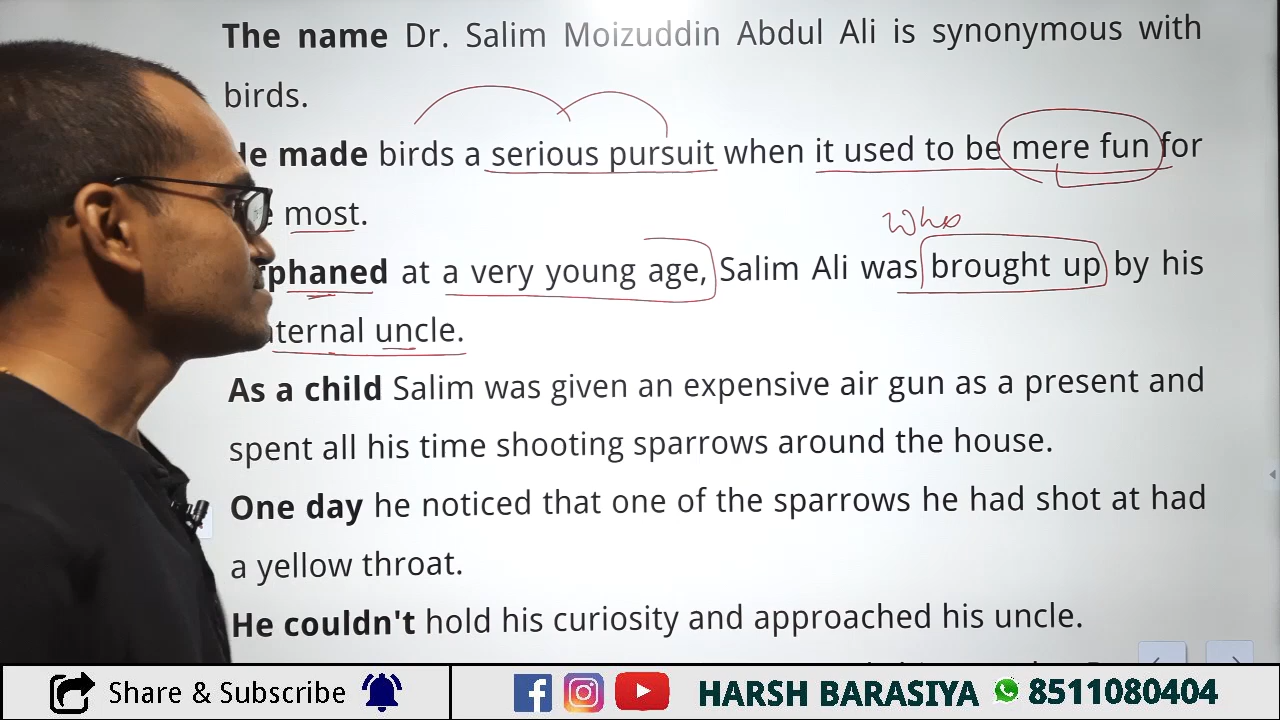 The name Dr. Salim Moizuddin Abdul Ali is synonymous with
birds.
He made birds a serious pursuit when it used to be mere fun for
most.
who
orphaned at a very young age, Salim Ali was brought up by his
uncle.
As a child Salim was given an expensive air gun as a present and
spent all his time shooting sparrows around the house.
One day he noticed that one of the sparrows he had shot at had
a yellow throat.
He couldn't hold his curiosity and approached his uncle.
Share & Subscribe
HARSH BARASIYA 8511080404